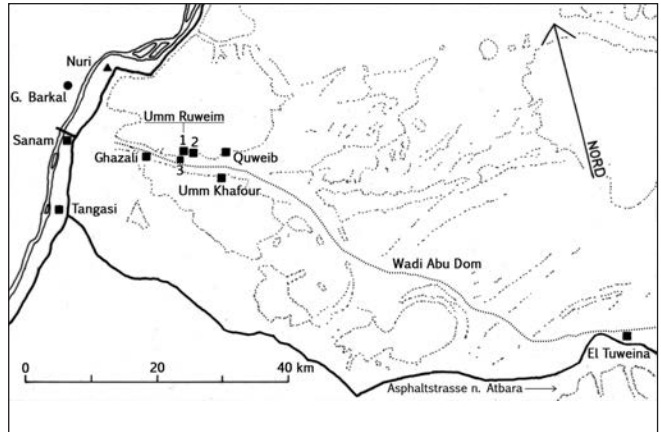 Nuri
G. Barkal
Sanam
Tangasi
Umm Ruweim
1 2
Ghazali
3
Quweib
Umm Khafour
NORD
Wadi Abu Dom
El Tuweina
0 20 40 km
Asphaltstrasse n. Atbara